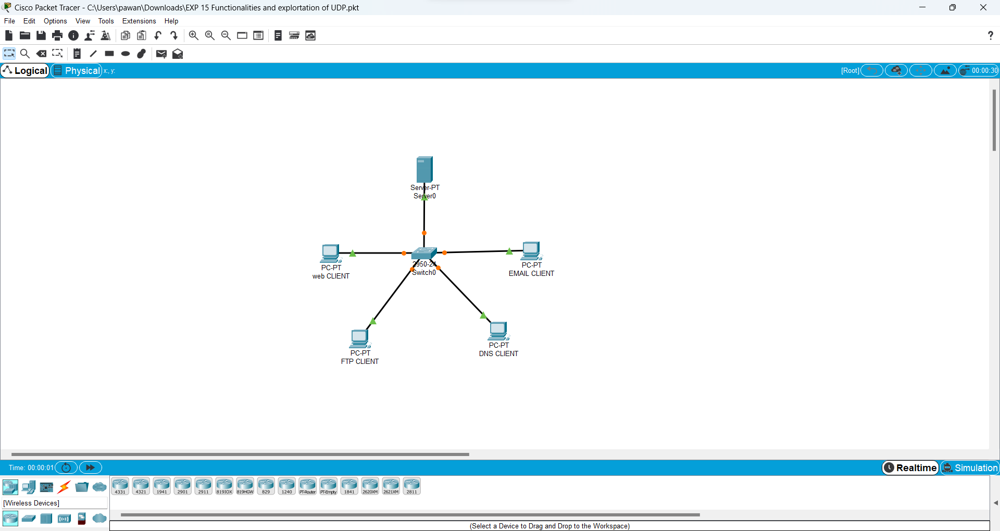 Cisco Packet Tracer - C:\Users\pawan\Downloads\EXP 15 Functionalities and explortation of UDP.pkt
File Edit Options View Tools Extensions Help
Logical Physical x:, y: [Root] 00:00:30
Server-PT
Server0
PC-PT
web CLIENT
2950-24
Switch0
PC-PT
EMAIL CLIENT
PC-PT
FTP CLIENT
PC-PT
DNS CLIENT
Time: 00:00:01 Realtime Simulation
4331 4321 1941 2901 2911 819IOX 819HGW 829 1240 PT-Router PT-Empty 1841 2620XM 2621XM 2811
[Wireless Devices]
(Select a Device to Drag and Drop to the Workspace)